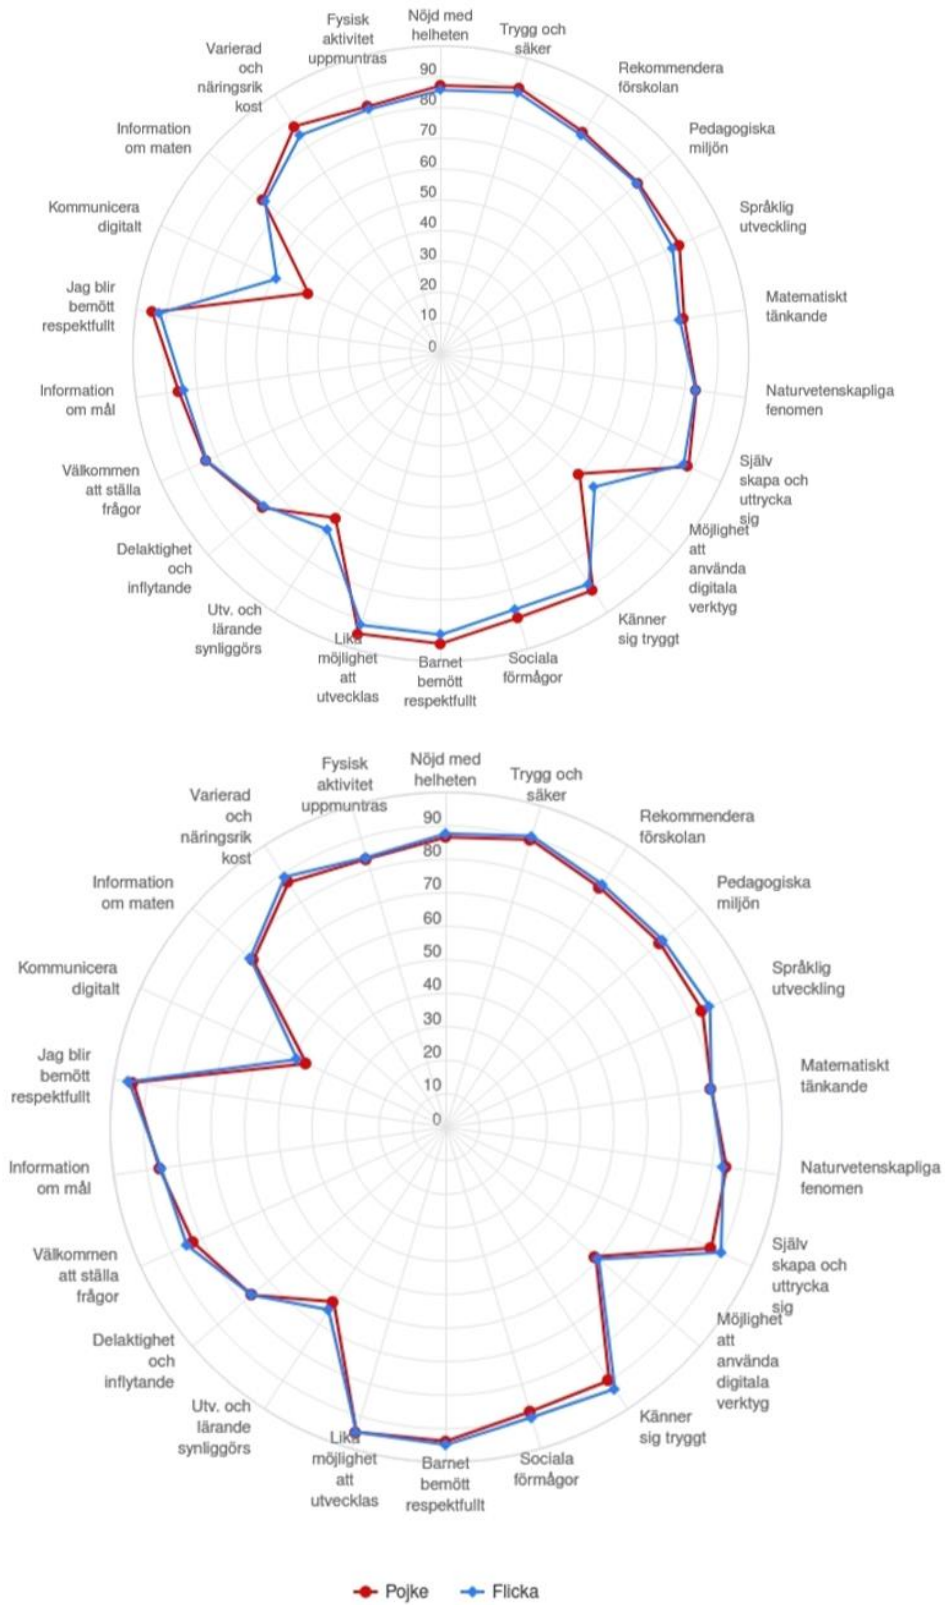 Nöjd med
helheten
Trygg och
säker
Rekommendera
förskolan
Pedagogiska
miljön
Språklig
utveckling
Matematiskt
tänkande
Naturvetenskapliga
fenomen
Själv
skapa och
uttrycka
sig
Möjlighet
att
använda
digitala
verktyg
Känner
sig tryggt
Sociala
förmågor
Barnet
bemött
respektfullt
Lika
möjlighet
att
utvecklas
Utv. och
lärande
synliggörs
Delaktighet
och
inflytande
Välkommen
att ställa
frågor
Information
om mål
Jag blir
bemött
respektfullt
Kommunicera
digitalt
Information
om maten
Varierad
och
näringsrik
kost
Fysisk
aktivitet
uppmuntras
90
80
70
60
50
40
30
20
10
0
Nöjd med
helheten
Trygg och
säker
Rekommendera
förskolan
Pedagogiska
miljön
Språklig
utveckling
Matematiskt
tänkande
Naturvetenskapliga
fenomen
Själv
skapa och
uttrycka
sig
Möjlighet
att
använda
digitala
verktyg
Känner
sig tryggt
Sociala
förmågor
Barnet
bemött
respektfullt
Lika
möjlighet
att
utvecklas
Utv. och
lärande
synliggörs
Delaktighet
och
inflytande
Välkommen
att ställa
frågor
Information
om mål
Jag blir
bemött
respektfullt
Kommunicera
digitalt
Information
om maten
Varierad
och
näringsrik
kost
Fysisk
aktivitet
uppmuntras
90
80
70
60
50
40
30
20
10
0
Pojke
Flicka